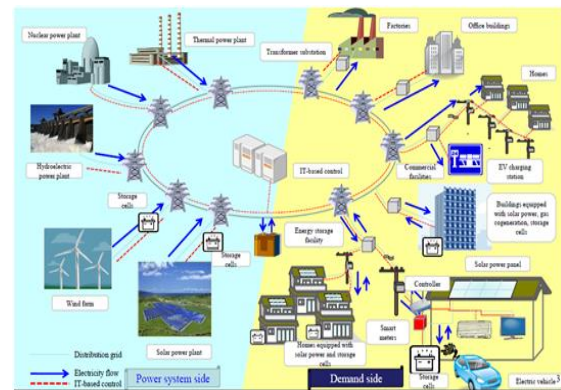 Nuclear power plant
Thermal power plant
Factories
Office buildings
Transformer substation
Homes
Hydroelectric
power plant
IT-based control
Commercial
facilities
EV charging
station
Storage
cells
Storage
cells
Energy storage
facility
Buildings equipped
with solar power, gas
cogeneration, storage
cells
Wind farm
Solar power plant
Homes equipped with
solar power and storage
cells
Smart
meters
Solar power panel
Controller
Storage
cells
Electric vehicle
3
Distribution grid
Electricity flow
IT-based control
Power system side
Demand side